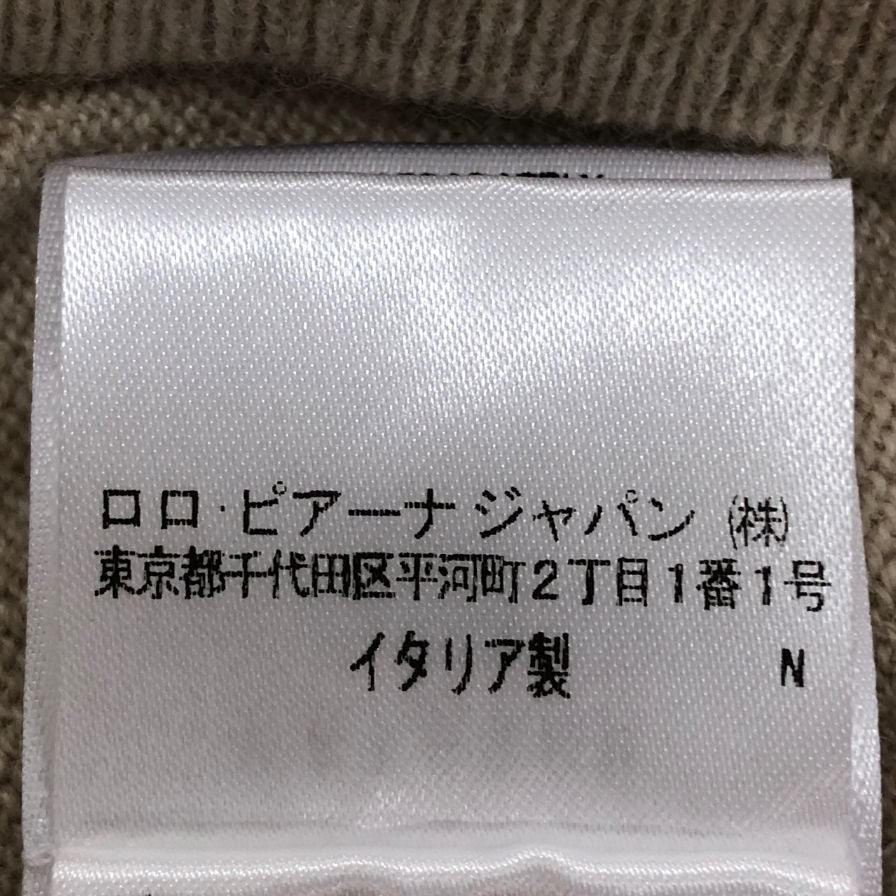 ロロ・ピアーナ ジャパン ㈱
東京都千代田区平河町２丁目１番１号
イタリア製 N